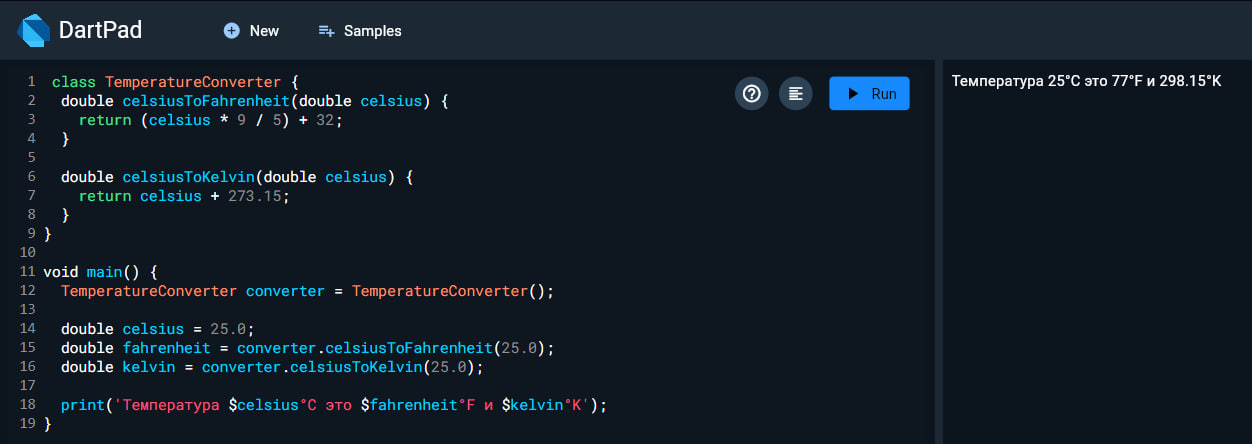 DartPad
New
Samples
1 class TemperatureConverter {
2 double celsiusToFahrenheit(double celsius) {
3 return (celsius * 9 / 5) + 32;
4 }
5
6 double celsiusToKelvin(double celsius) {
7 return celsius + 273.15;
8 }
9 }
10
11 void main() {
12 TemperatureConverter converter = TemperatureConverter();
13
14 double celsius = 25.0;
15 double fahrenheit = converter.celsiusToFahrenheit(25.0);
16 double kelvin = converter.celsiusToKelvin(25.0);
17
18 print('Температура $celsius°C это $fahrenheit°F и $kelvin°K');
19 }
Run
Температура 25°C это 77°F и 298.15°K